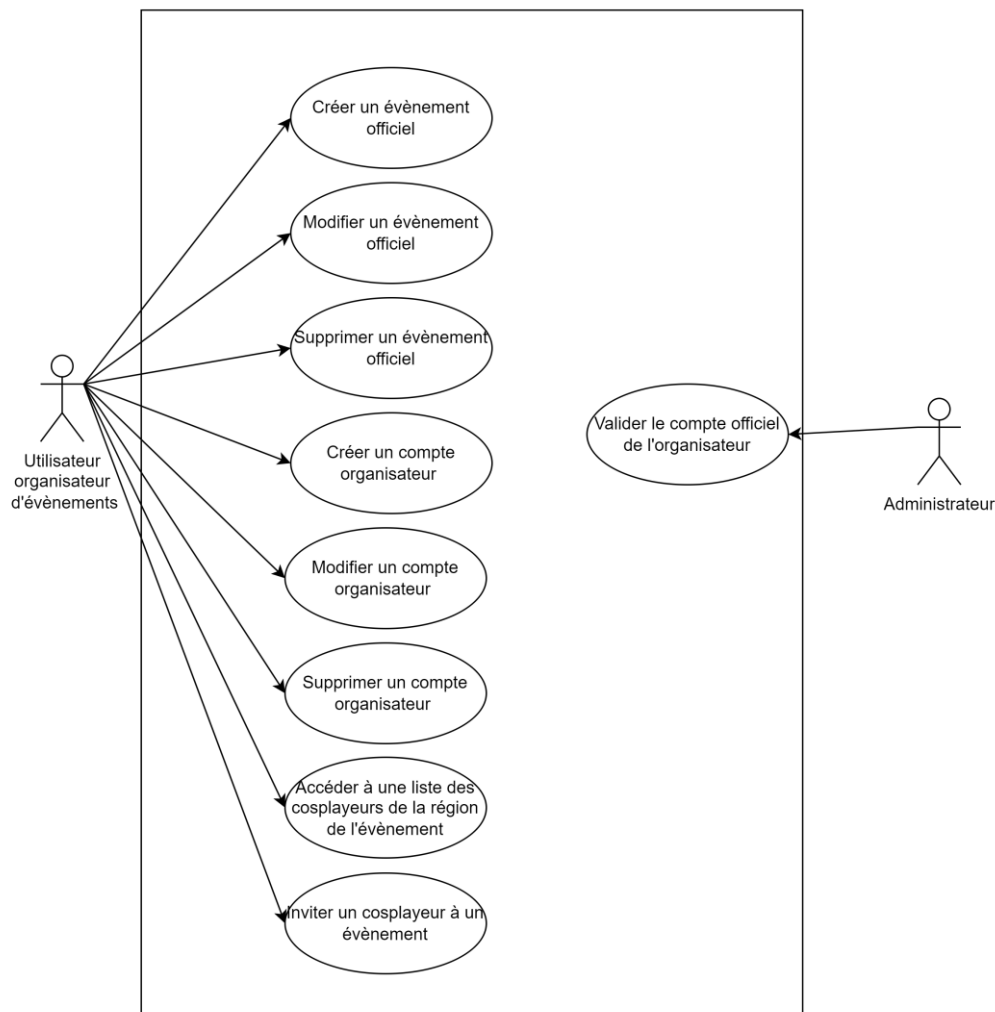 Créer un évènement
officiel
Modifier un évènement
officiel
Supprimer un évènement
officiel
Utilisateur
organisateur
d'évènements
Créer un compte
organisateur
Valider le compte officiel
de l'organisateur
Administrateur
Modifier un compte
organisateur
Supprimer un compte
organisateur
Accéder à une liste des
cosplayeurs de la région
de l'évènement
Inviter un cosplayeur à un
évènement